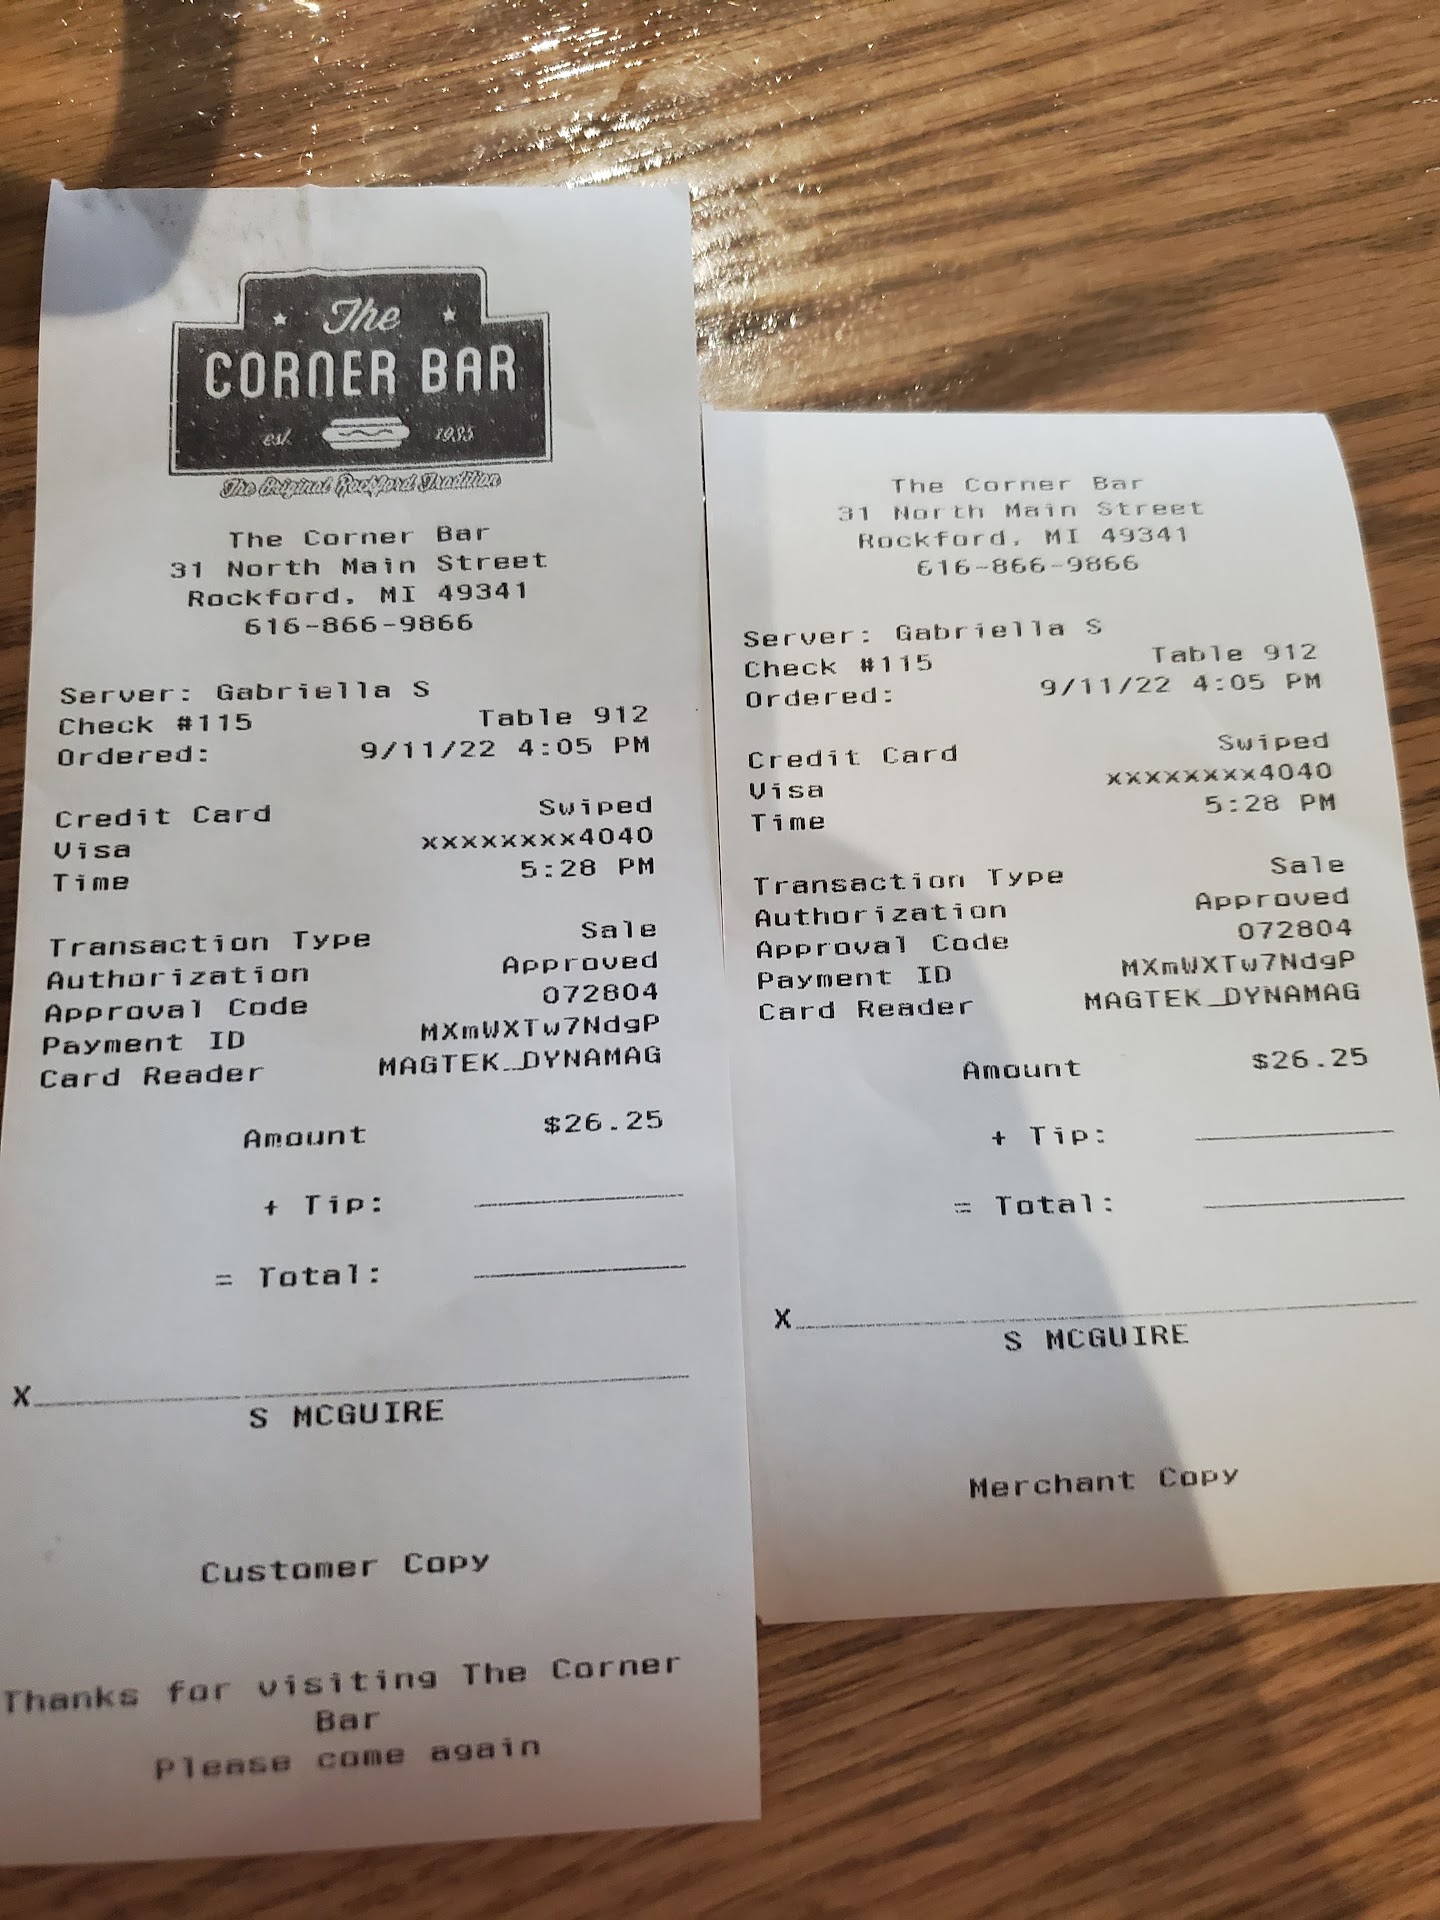 The
CORNER BAR
est. 1935
The Original Rockford Tradition
The Corner Bar
31 North Main Street
Rockford, MI 49341
616-866-9866
Server: Gabriella S
Check #115 Table 912
Ordered: 9/11/22 4:05 PM
Credit Card Swiped
Visa xxxxxxxx4040
Time 5:28 PM
Transaction Type Sale
Authorization Approved
Approval Code 072804
Payment ID MXmWXTw7NdgP
Card Reader MAGTEK_DYNAMAG
Amount $26.25
+ Tip: __________
= Total: __________
X______________________________
S MCGUIRE
Customer Copy
Thanks for visiting The Corner
Bar
Please come again
The Corner Bar
31 North Main Street
Rockford, MI 49341
616-866-9866
Server: Gabriella S
Check #115 Table 912
Ordered: 9/11/22 4:05 PM
Credit Card Swiped
Visa xxxxxxxx4040
Time 5:28 PM
Transaction Type Sale
Authorization Approved
Approval Code 072804
Payment ID MXmWXTw7NdgP
Card Reader MAGTEK_DYNAMAG
Amount $26.25
+ Tip: __________
= Total: __________
X______________________________
S MCGUIRE
Merchant Copy